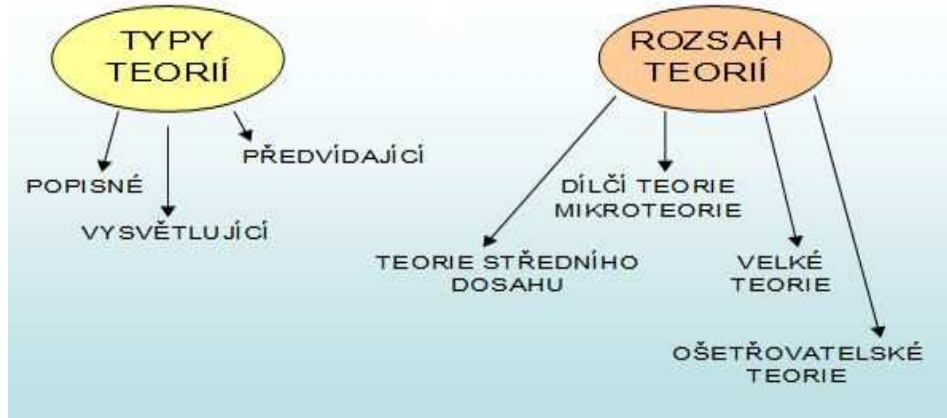 TYPY
TEORIÍ
POPISNÉ
VYSVĚTLUJÍCÍ
PŘEDVÍDAJÍCÍ
ROZSAH
TEORIÍ
TEORIE STŘEDNÍHO
DOSAHU
DÍLČÍ TEORIE
MIKROTEORIE
VELKÉ
TEORIE
OŠETŘOVATELSKÉ
TEORIE